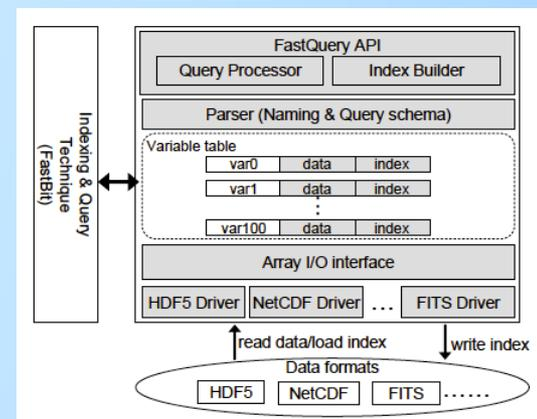 FastQuery API
Query Processor
Index Builder
Parser (Naming & Query schema)
Indexing & Query
Technique
(FastBit)
Variable table
var0 data index
var1 data index
⋮
var100 data index
Array I/O interface
HDF5 Driver NetCDF Driver ... FITS Driver
read data/load index
write index
Data formats
HDF5 NetCDF FITS ......